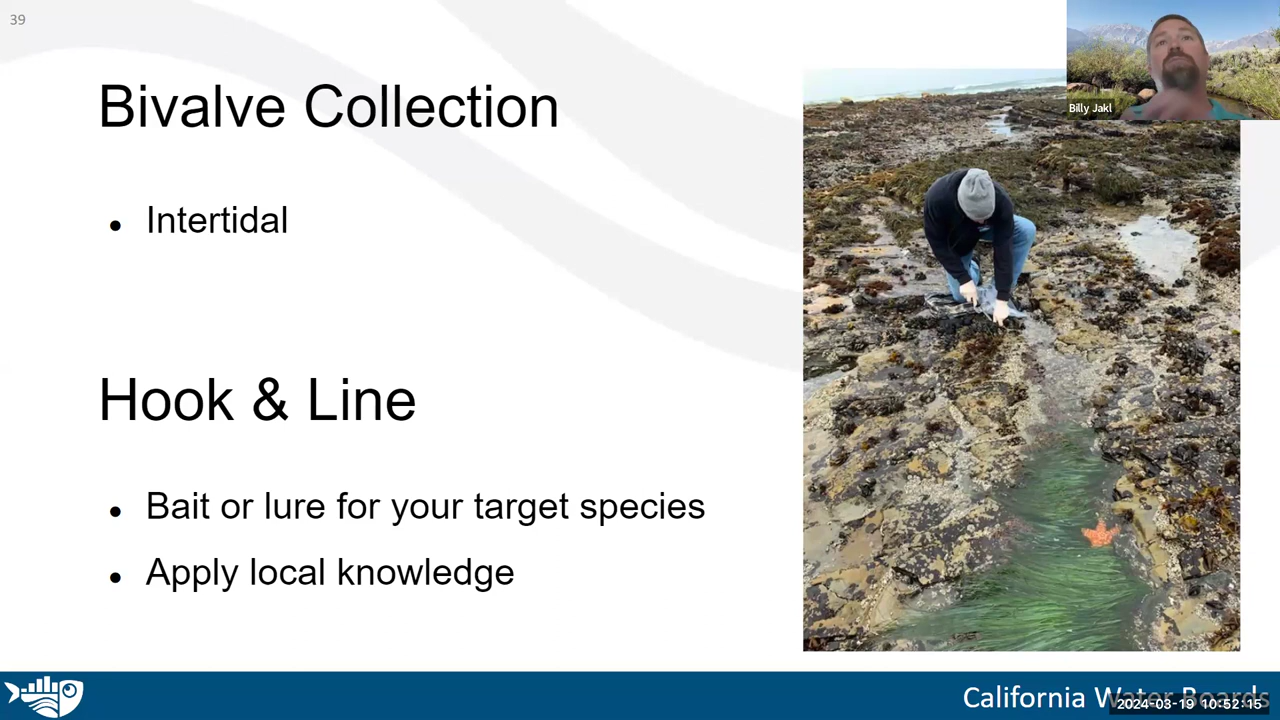 39
Billy Jakl
Bivalve Collection
• Intertidal
Hook & Line
• Bait or lure for your target species
• Apply local knowledge
California Water Boards
2024-03-19 10:52:15